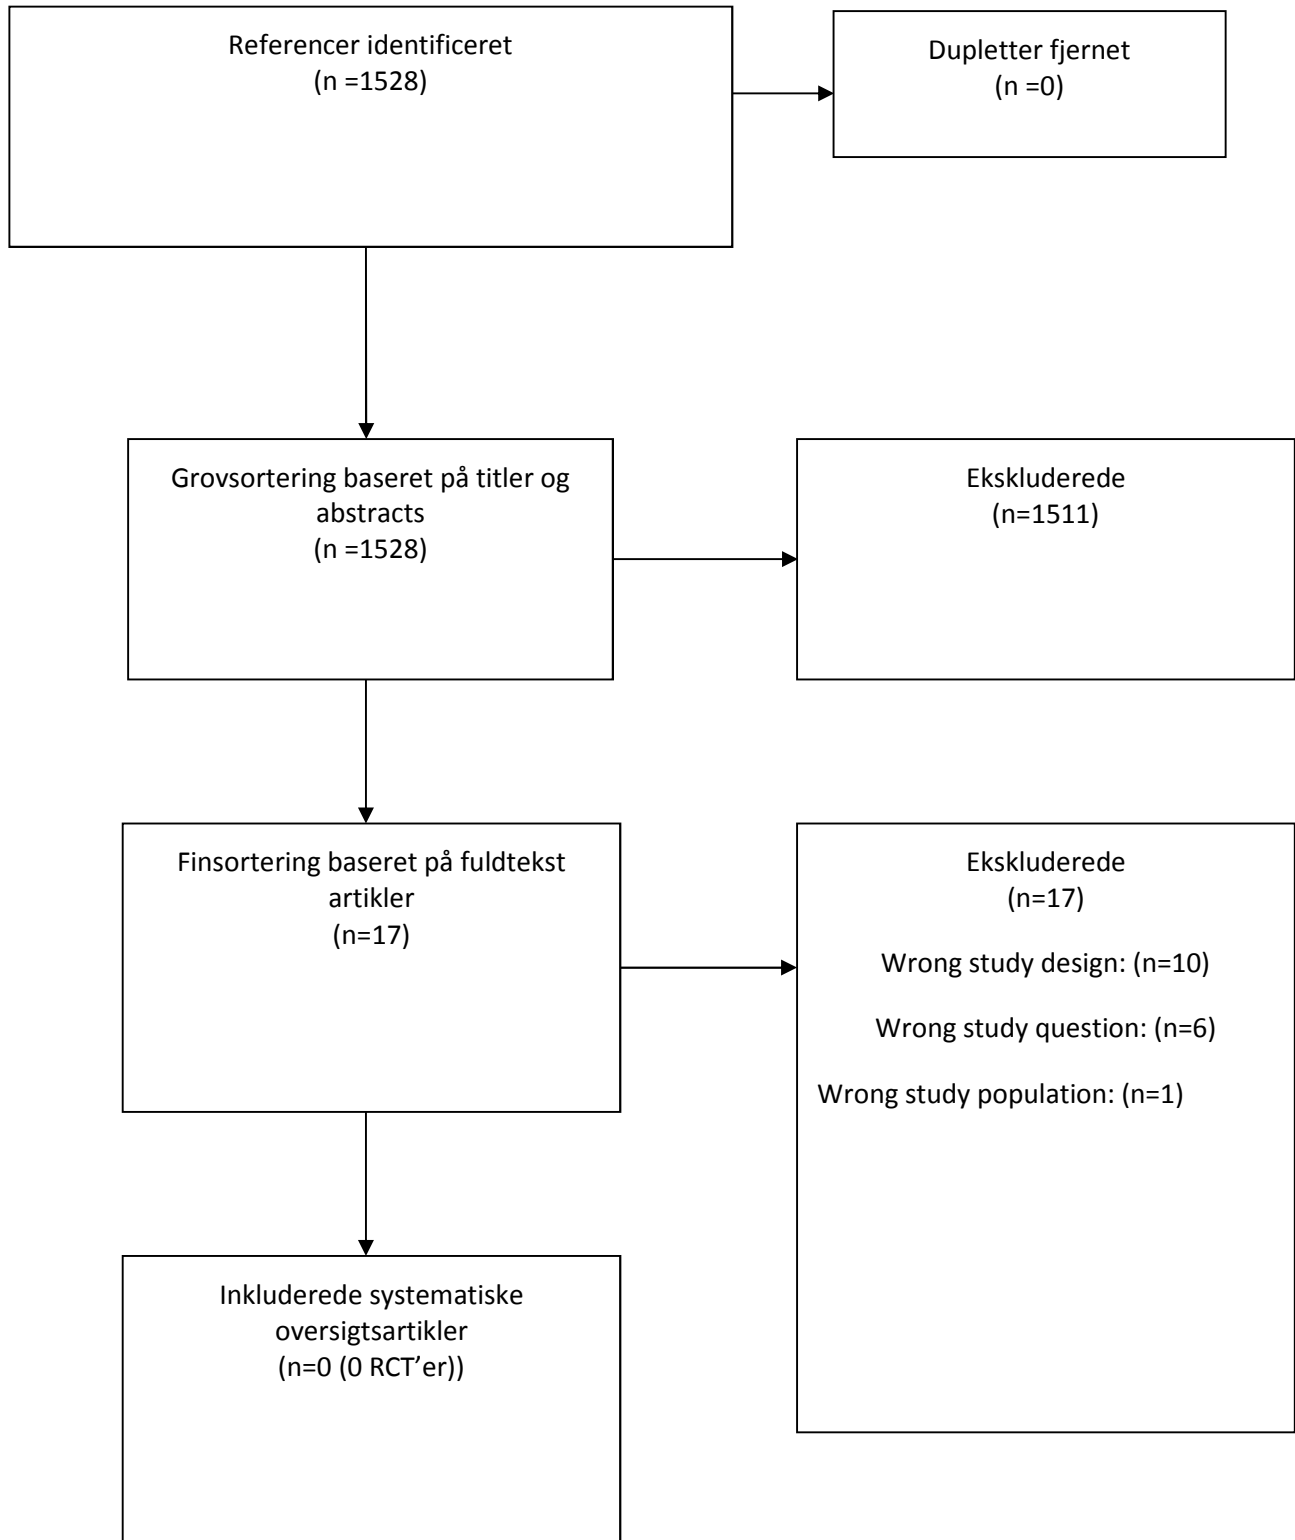 Referencer identificeret
(n =1528)
Dupletter fjernet
(n =0)
Grovsortering baseret på titler og
abstracts
(n =1528)
Ekskluderede
(n=1511)
Finsortering baseret på fuldtekst
artikler
(n=17)
Ekskluderede
(n=17)
Wrong study design: (n=10)
Wrong study question: (n=6)
Wrong study population: (n=1)
Inkluderede systematiske
oversigtsartikler
(n=0 (0 RCT’er))